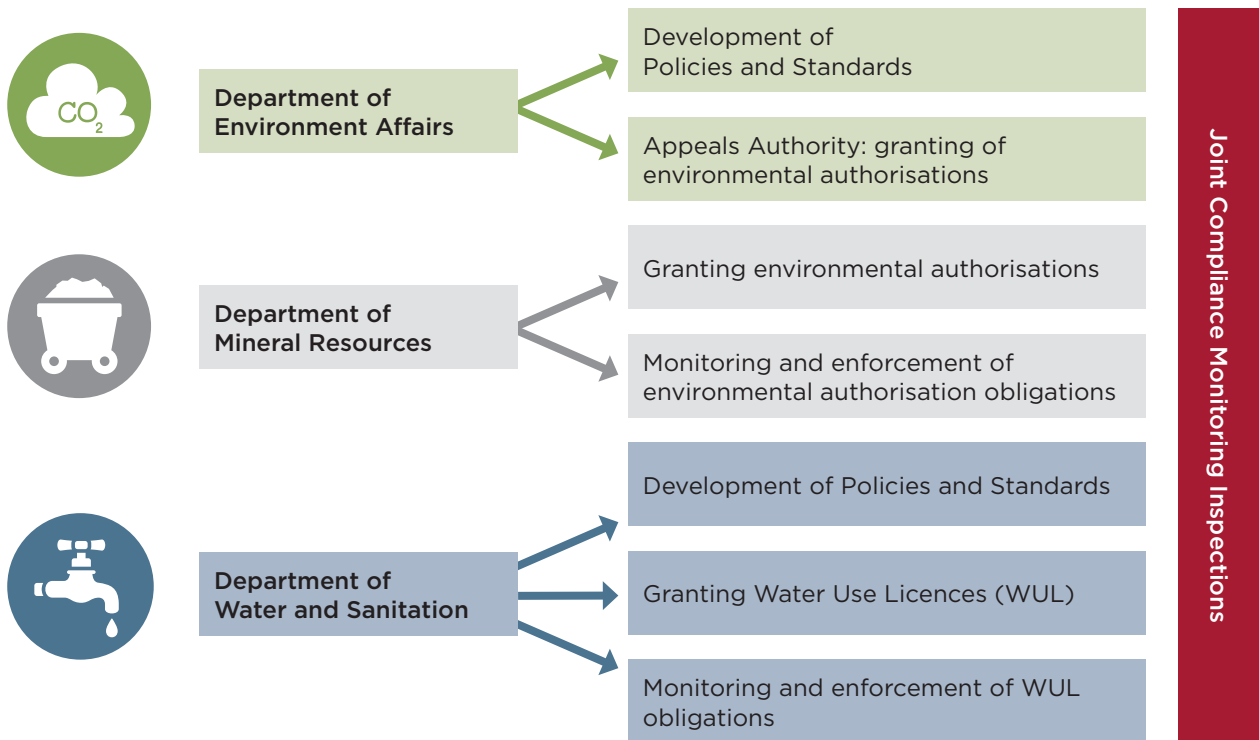 CO2
Department of
Environment Affairs
Development of
Policies and Standards
Appeals Authority: granting of
environmental authorisations
Department of
Mineral Resources
Granting environmental authorisations
Monitoring and enforcement of
environmental authorisation obligations
Department of
Water and Sanitation
Development of Policies and Standards
Granting Water Use Licences (WUL)
Monitoring and enforcement of WUL
obligations
Joint Compliance Monitoring Inspections